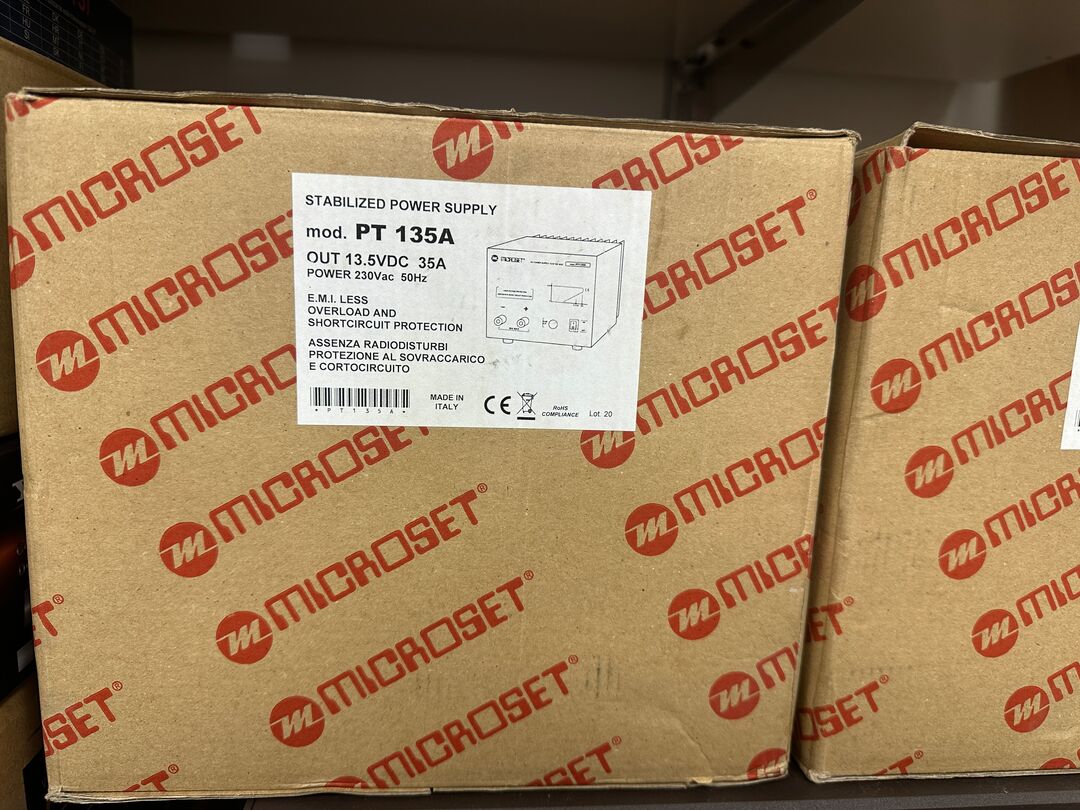 STABILIZED POWER SUPPLY
mod. PT 135A
OUT 13.5VDC 35A
POWER 230Vac 50Hz
E.M.I. LESS
OVERLOAD AND
SHORTCIRCUIT PROTECTION
ASSENZA RADIODISTURBI
PROTEZIONE AL SOVRACCARICO
E CORTOCIRCUITO
*PT135A*
MADE IN
ITALY
CE
RoHS
COMPLIANCE
Lot. 20
MICROSET
MICROSET
MICROSET
MICROSET
MICROSET®
MICROSET®
MICROSET®
MICROSET®
MICROSET®
MICROSET®